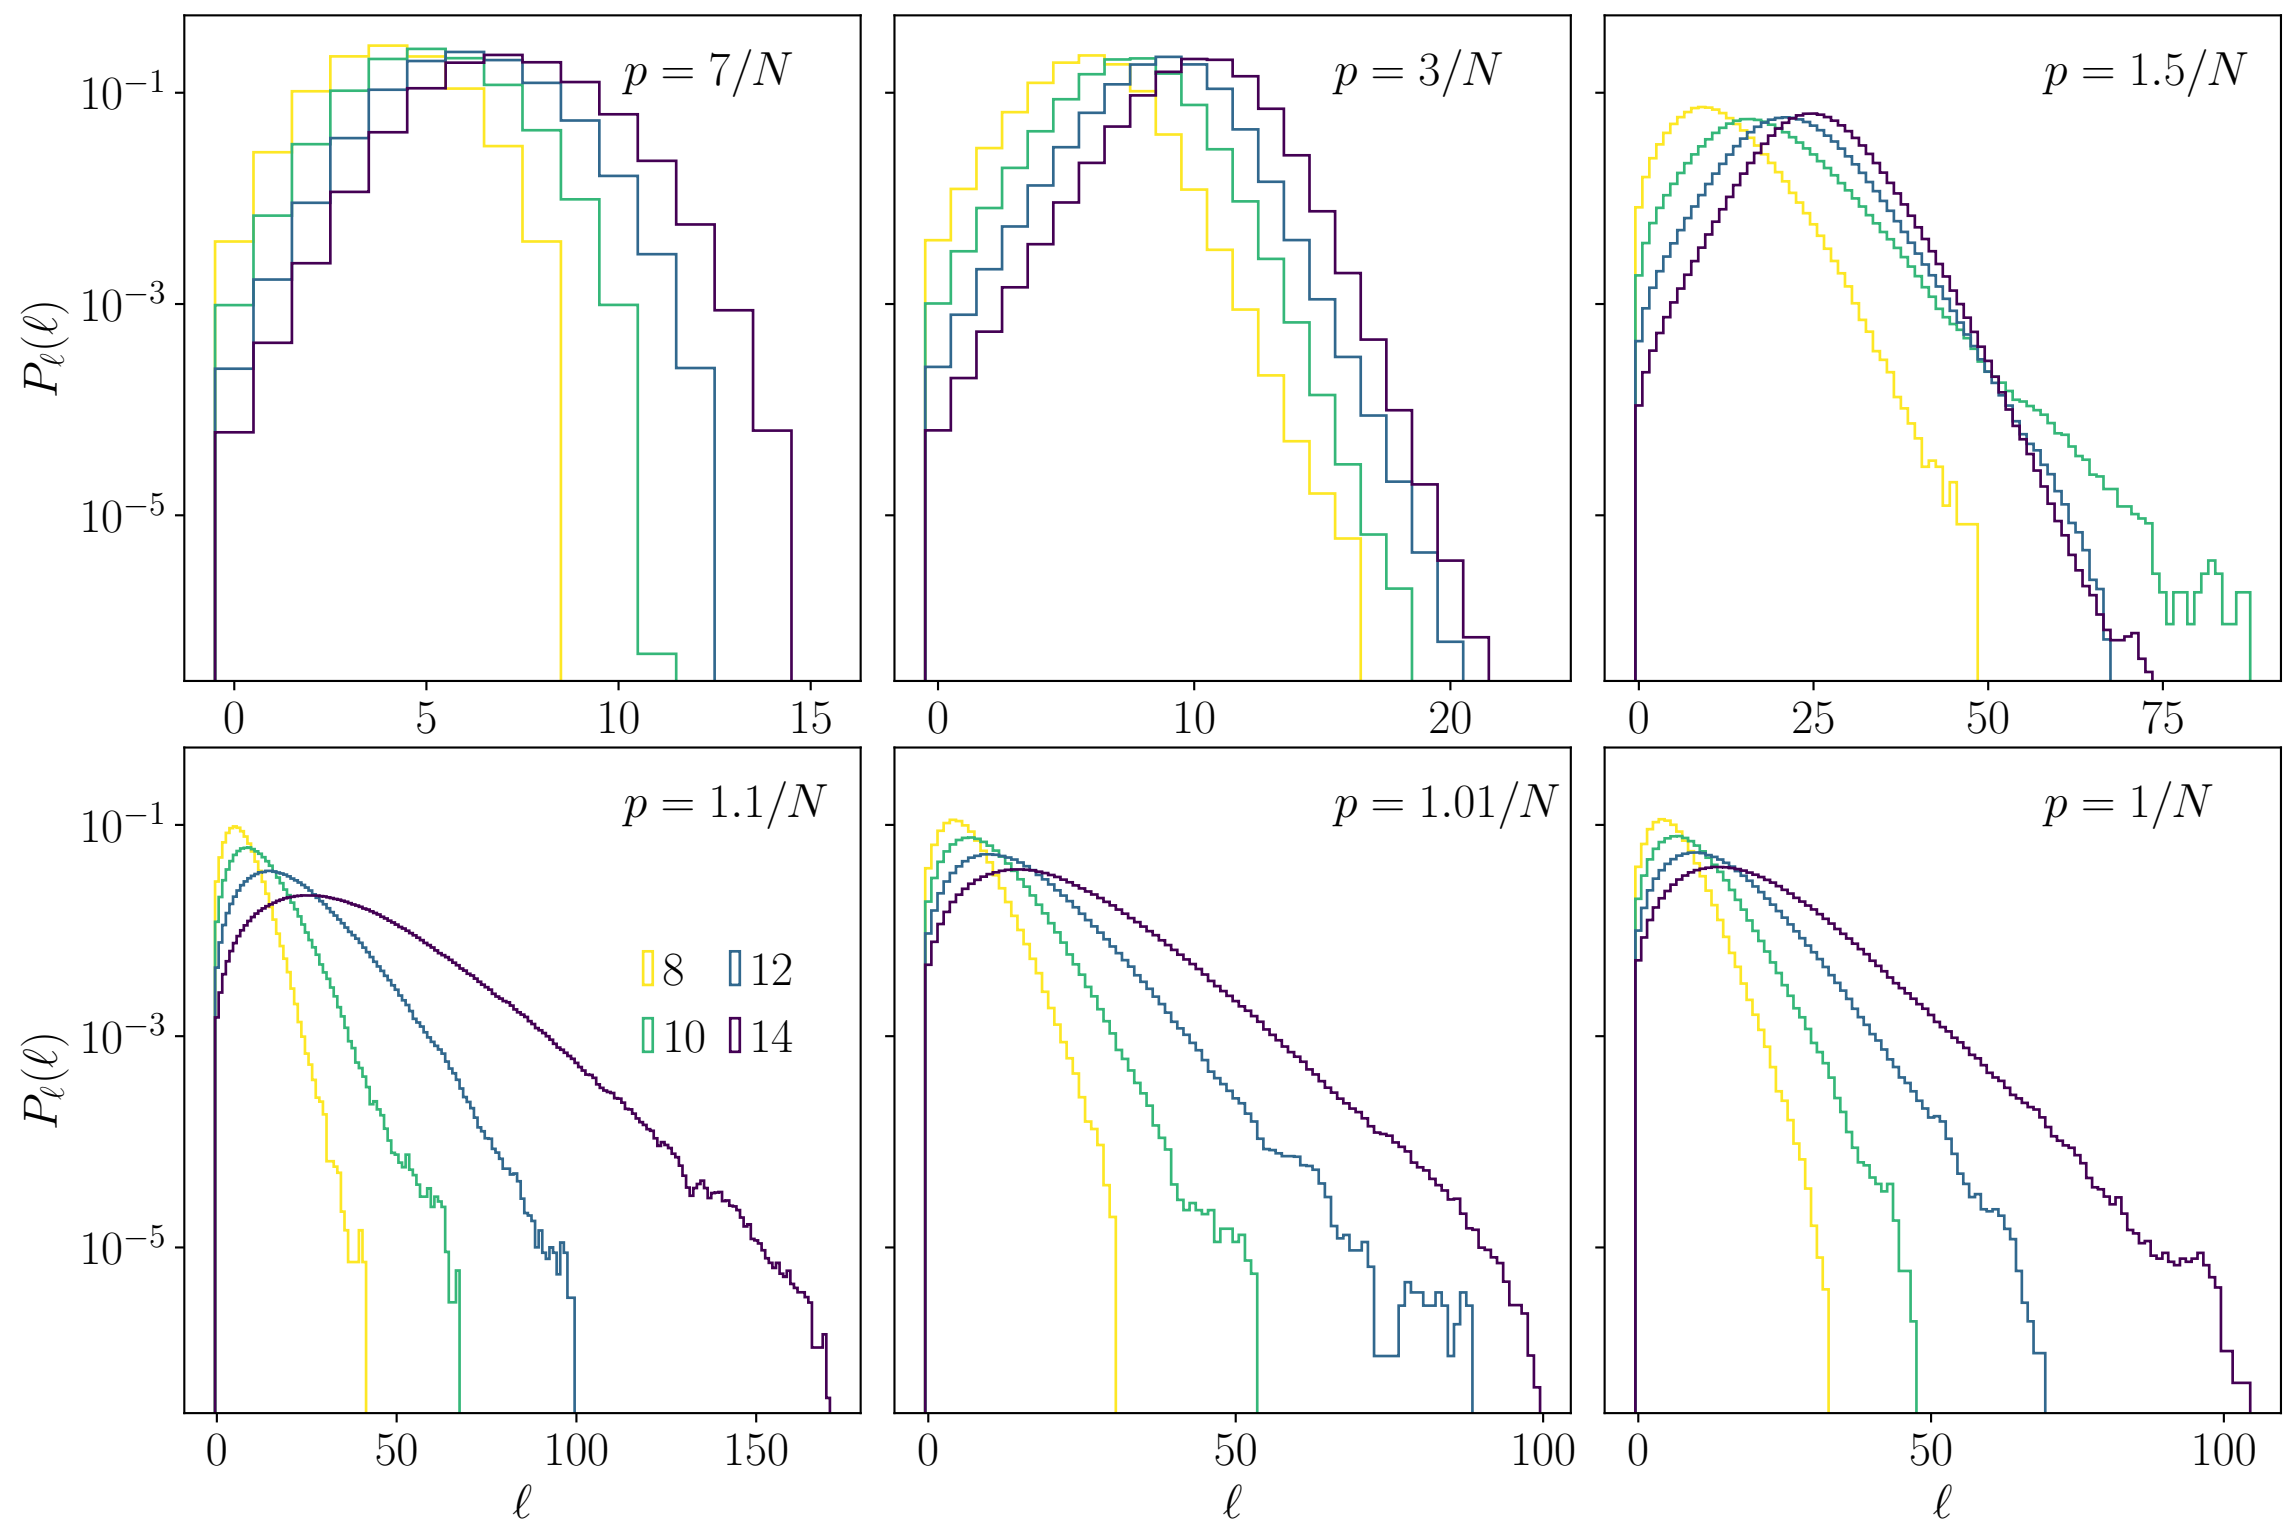 p = 7/N
p = 3/N
p = 1.5/N
10⁻¹
10⁻³
10⁻⁵
P_ℓ(ℓ)
0 5 10 15
0 10 20
0 25 50 75
p = 1.1/N
p = 1.01/N
p = 1/N
10⁻¹
10⁻³
10⁻⁵
P_ℓ(ℓ)
8 12
10 14
0 50 100 150
0 50 100
0 50 100
ℓ
ℓ
ℓ